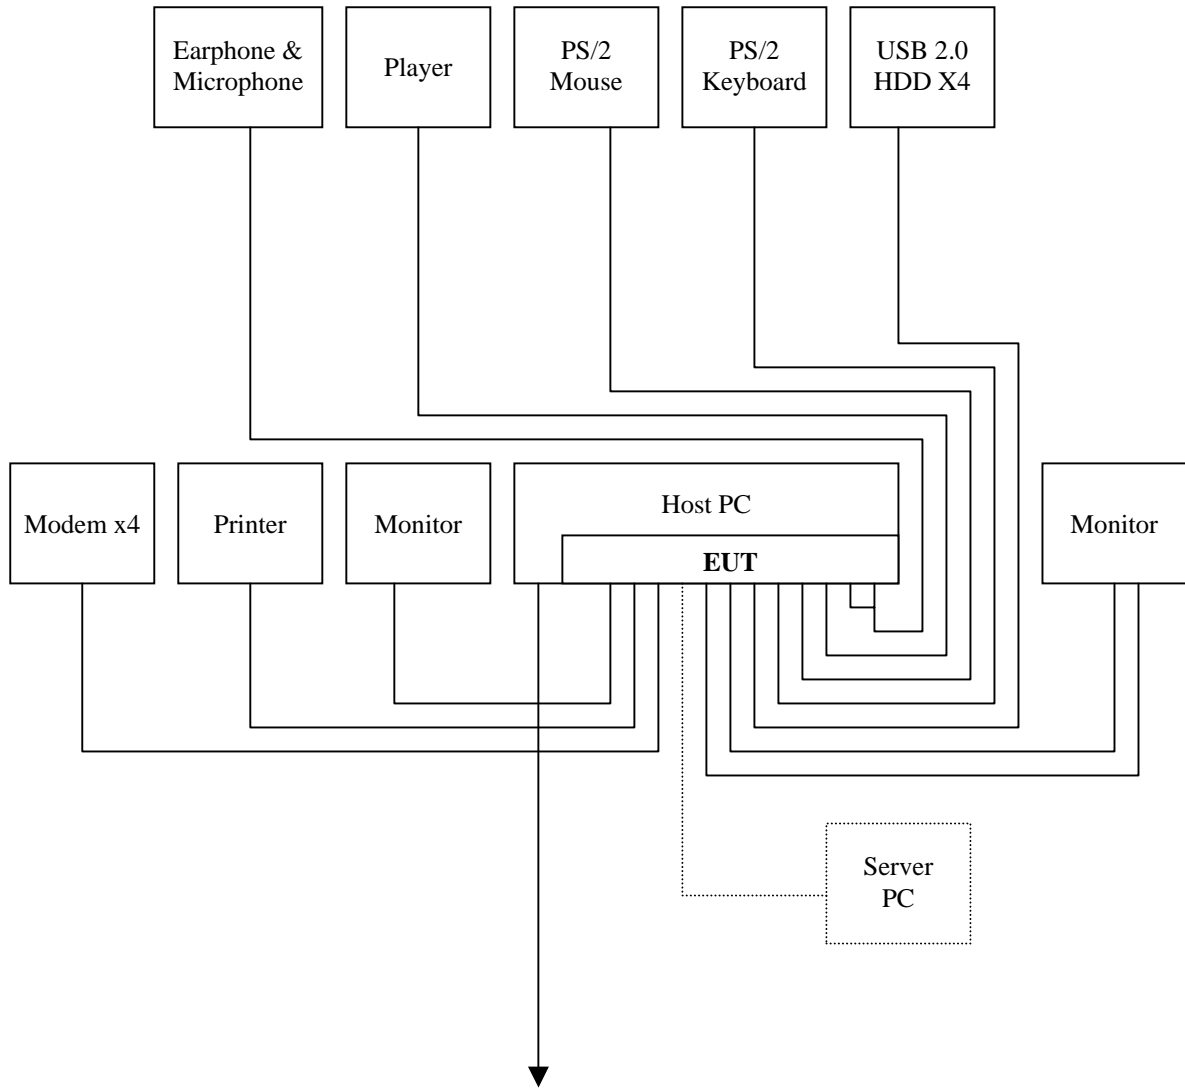 Earphone &
Microphone
Player
PS/2
Mouse
PS/2
Keyboard
USB 2.0
HDD X4
Modem x4
Printer
Monitor
Host PC
EUT
Monitor
Server
PC